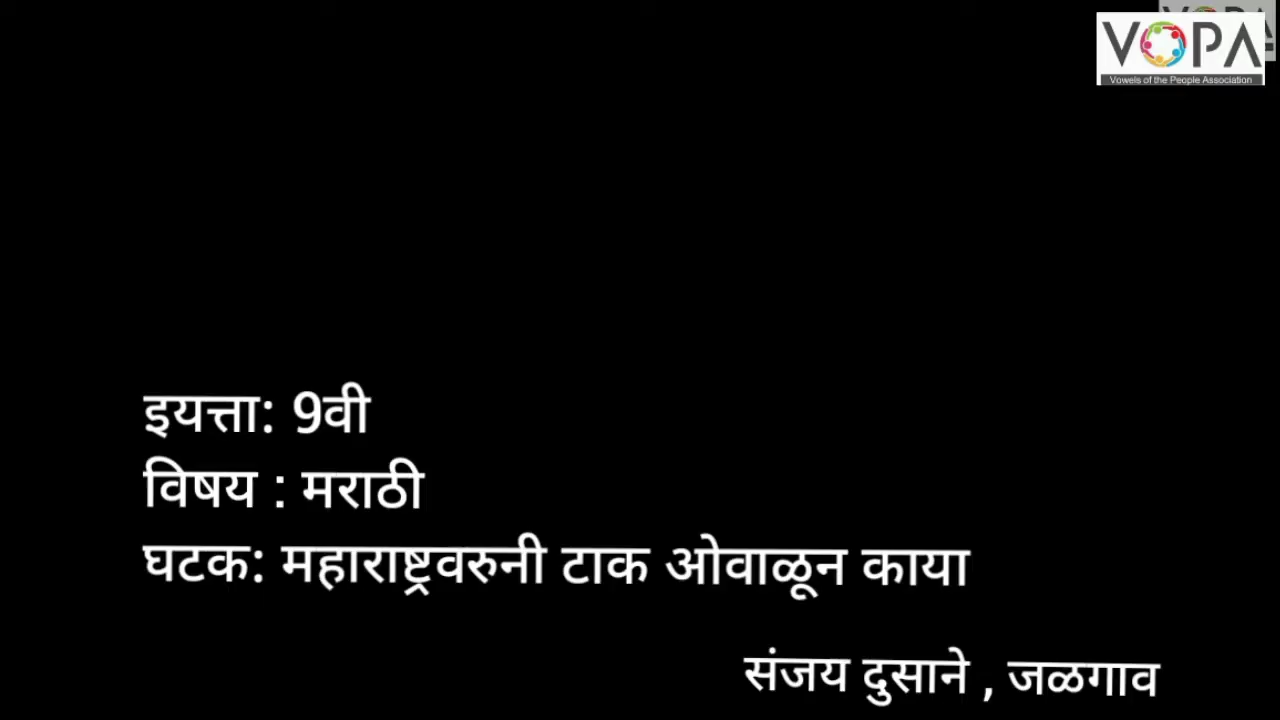 VOPA
Vowels of the People Association
इयत्ता: 9वी
विषय : मराठी
घटक: महाराष्ट्रवरुनी टाक ओवाळून काया
संजय दुसाने , जळगाव